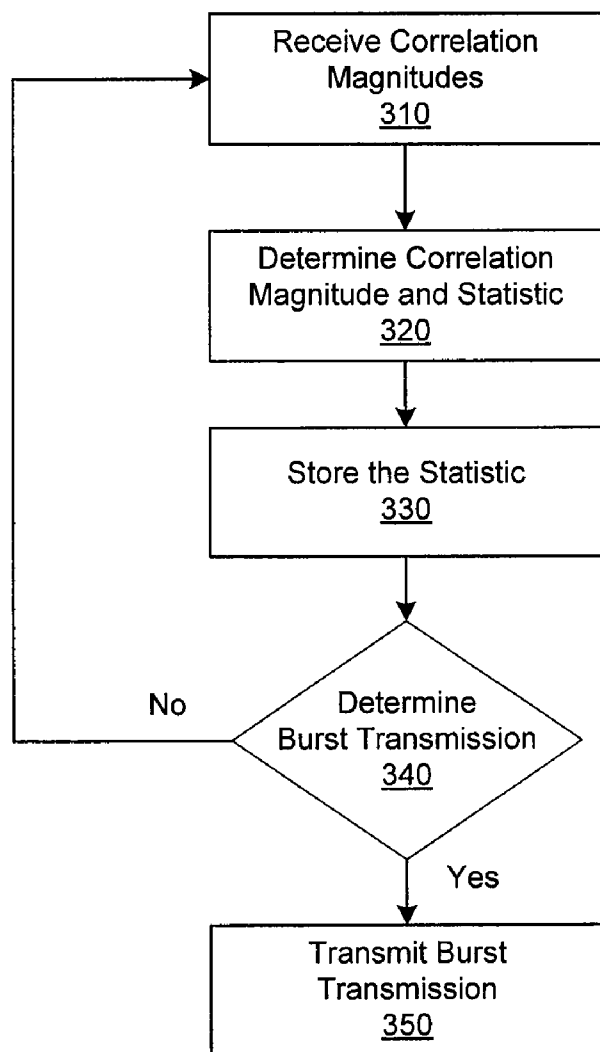 Receive Correlation
Magnitudes
310
Determine Correlation
Magnitude and Statistic
320
Store the Statistic
330
No
Determine
Burst Transmission
340
Yes
Transmit Burst
Transmission
350